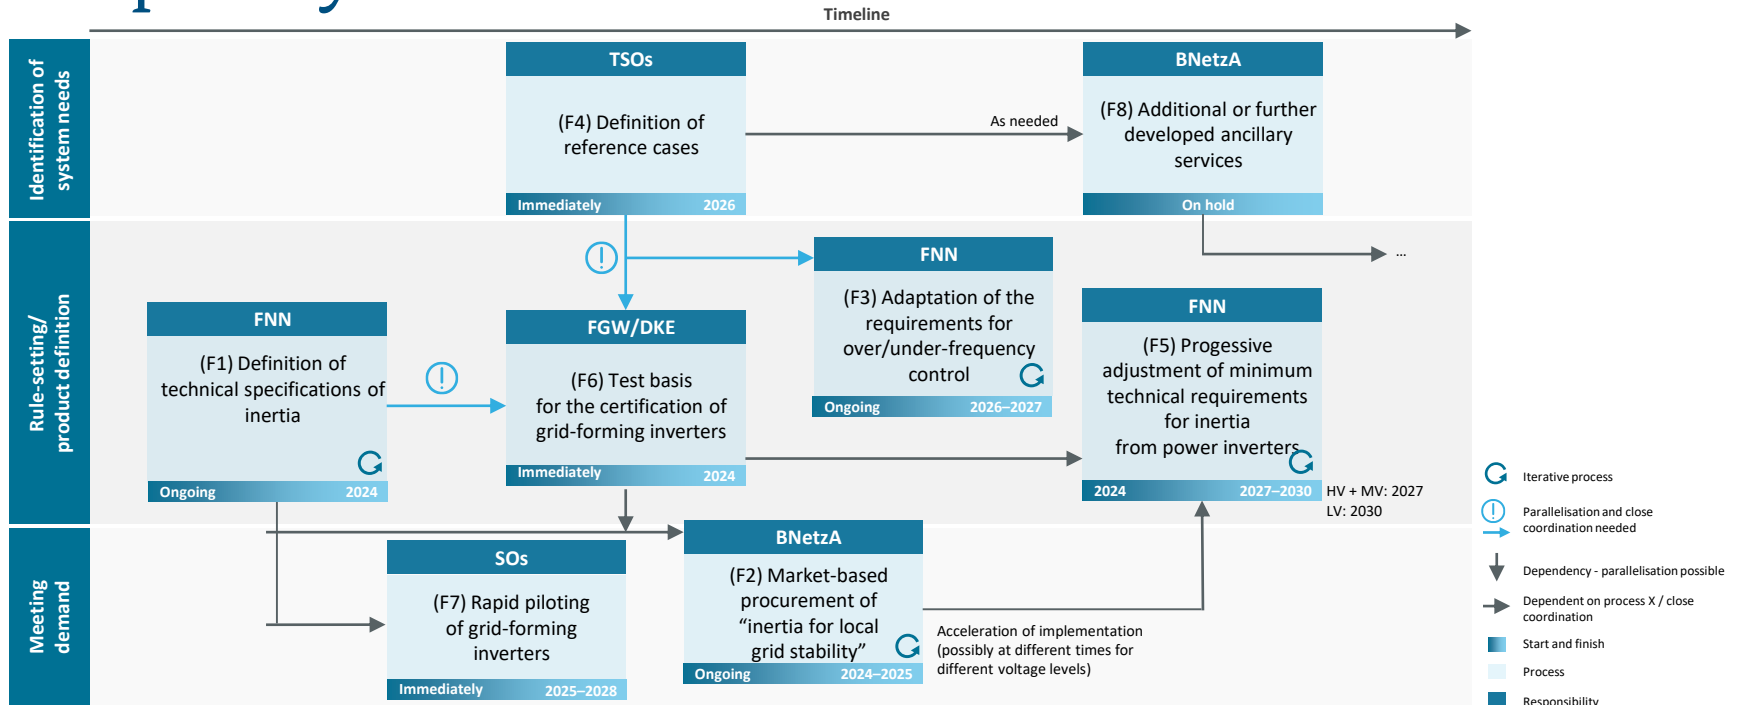 Timeline
Identification of
system needs
TSOs
(F4) Definition of
reference cases
Immediately 2026
As needed
BNetzA
(F8) Additional or further
developed ancillary
services
On hold
...
Rule-setting/
product definition
FNN
(F1) Definition of
technical specifications of
inertia
Ongoing 2024
FGW/DKE
(F6) Test basis
for the certification of
grid-forming inverters
Immediately 2024
FNN
(F3) Adaptation of the
requirements for
over/under-frequency
control
Ongoing 2026–2027
FNN
(F5) Progessive
adjustment of minimum
technical requirements
for inertia
from power inverters
2024 2027–2030
HV + MV: 2027
LV: 2030
Meeting
demand
SOs
(F7) Rapid piloting
of grid-forming
inverters
Immediately 2025–2028
BNetzA
(F2) Market-based
procurement of
“inertia for local
grid stability”
Ongoing 2024–2025
Acceleration of implementation
(possibly at different times for
different voltage levels)
Iterative process
Parallelisation and close
coordination needed
Dependency - parallelisation possible
Dependent on process X / close
coordination
Start and finish
Process
Responsibility